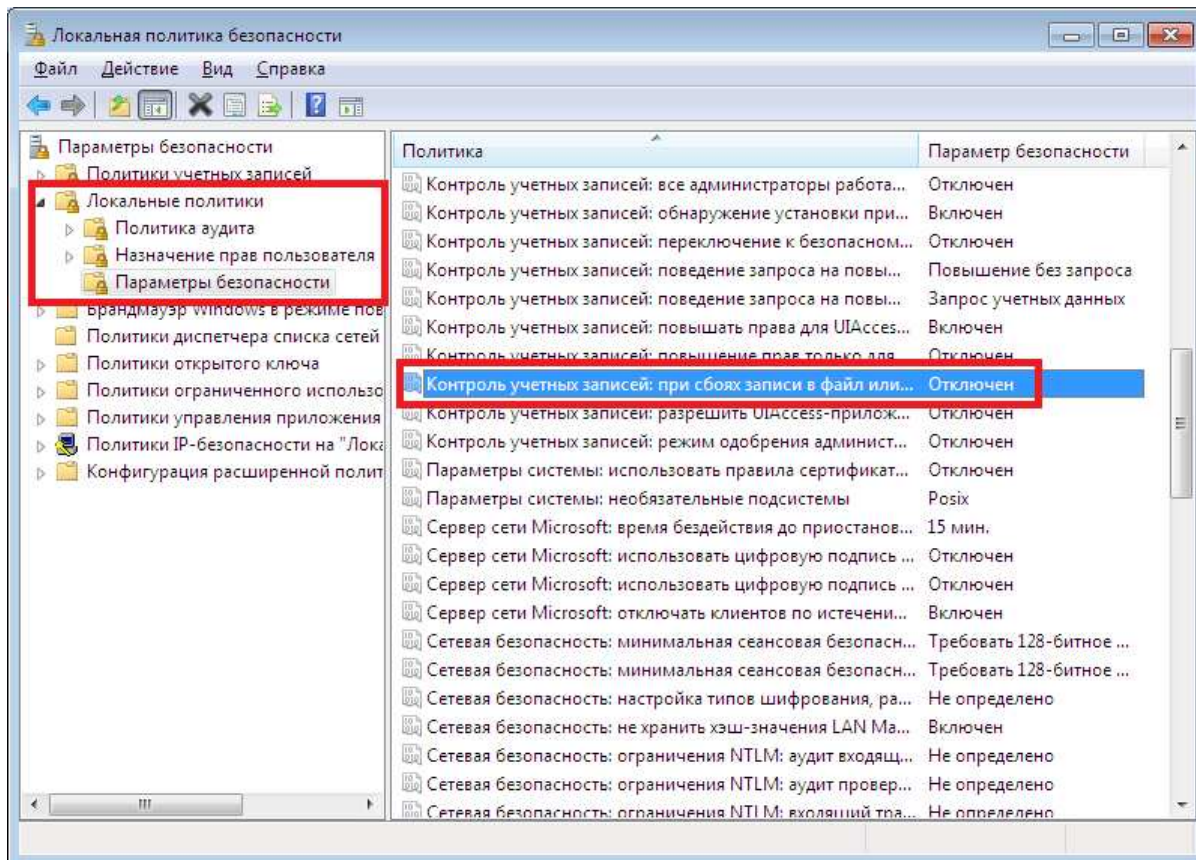 Локальная политика безопасности
Файл Действие Вид Справка
Параметры безопасности
Политики учетных записей
Локальные политики
Политика аудита
Назначение прав пользователя
Параметры безопасности
Брандмауэр Windows в режиме пов
Политики диспетчера списка сетей
Политики открытого ключа
Политики ограниченного использо
Политики управления приложения
Политики IP-безопасности на "Лока
Конфигурация расширенной полит
Политика Параметр безопасности
Контроль учетных записей: все администраторы работа... Отключен
Контроль учетных записей: обнаружение установки при... Включен
Контроль учетных записей: переключение к безопасном... Отключен
Контроль учетных записей: поведение запроса на повы... Повышение без запроса
Контроль учетных записей: поведение запроса на повы... Запрос учетных данных
Контроль учетных записей: повышать права для UIAcces... Включен
Контроль учетных записей: повышение прав только для... Отключен
Контроль учетных записей: при сбоях записи в файл или... Отключен
Контроль учетных записей: разрешить UIAccess-прилож... Отключен
Контроль учетных записей: режим одобрения админист... Отключен
Параметры системы: использовать правила сертификат... Отключен
Параметры системы: необязательные подсистемы Posix
Сервер сети Microsoft: время бездействия до приостанов... 15 мин.
Сервер сети Microsoft: использовать цифровую подпись ... Отключен
Сервер сети Microsoft: использовать цифровую подпись ... Отключен
Сервер сети Microsoft: отключать клиентов по истечени... Включен
Сетевая безопасность: минимальная сеансовая безопасн... Требовать 128-битное ...
Сетевая безопасность: минимальная сеансовая безопасн... Требовать 128-битное ...
Сетевая безопасность: настройка типов шифрования, ра... Не определено
Сетевая безопасность: не хранить хэш-значения LAN Ma... Включен
Сетевая безопасность: ограничения NTLM: аудит входящ... Не определено
Сетевая безопасность: ограничения NTLM: аудит провер... Не определено
Сетевая безопасность: ограничения NTLM: входящий тра... Не определено